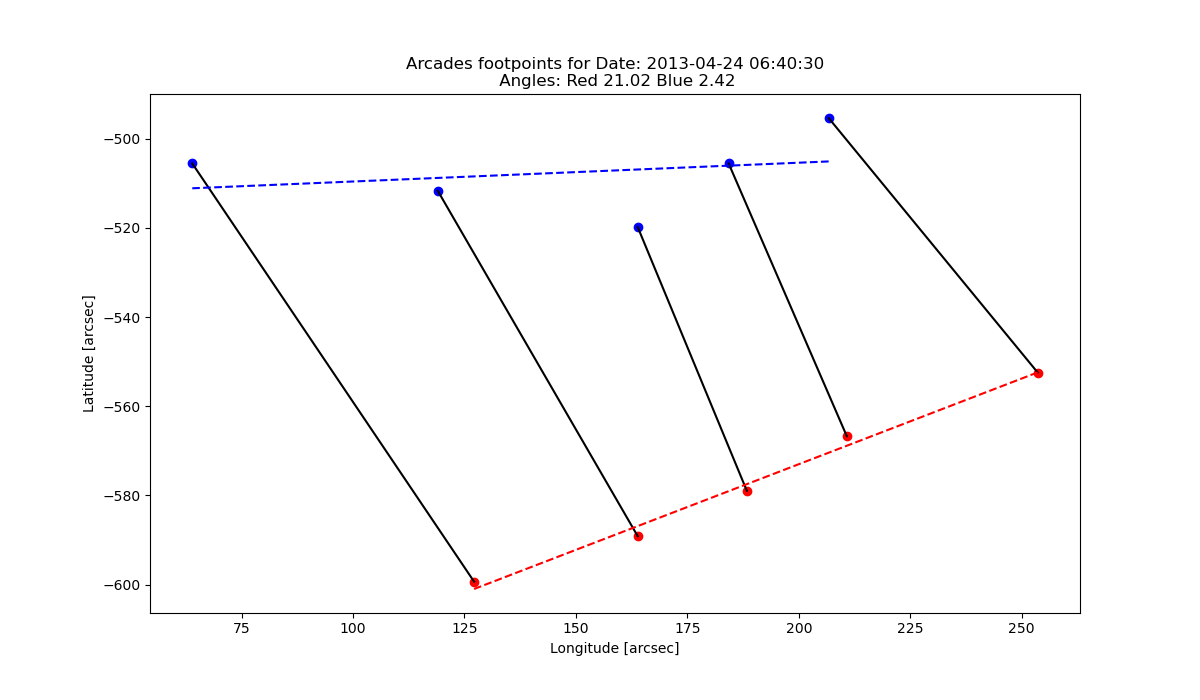 Arcades footpoints for Date: 2013-04-24 06:40:30
Angles: Red 21.02 Blue 2.42
Latitude [arcsec]
−500
−520
−540
−560
−580
−600
75 100 125 150 175 200 225 250
Longitude [arcsec]